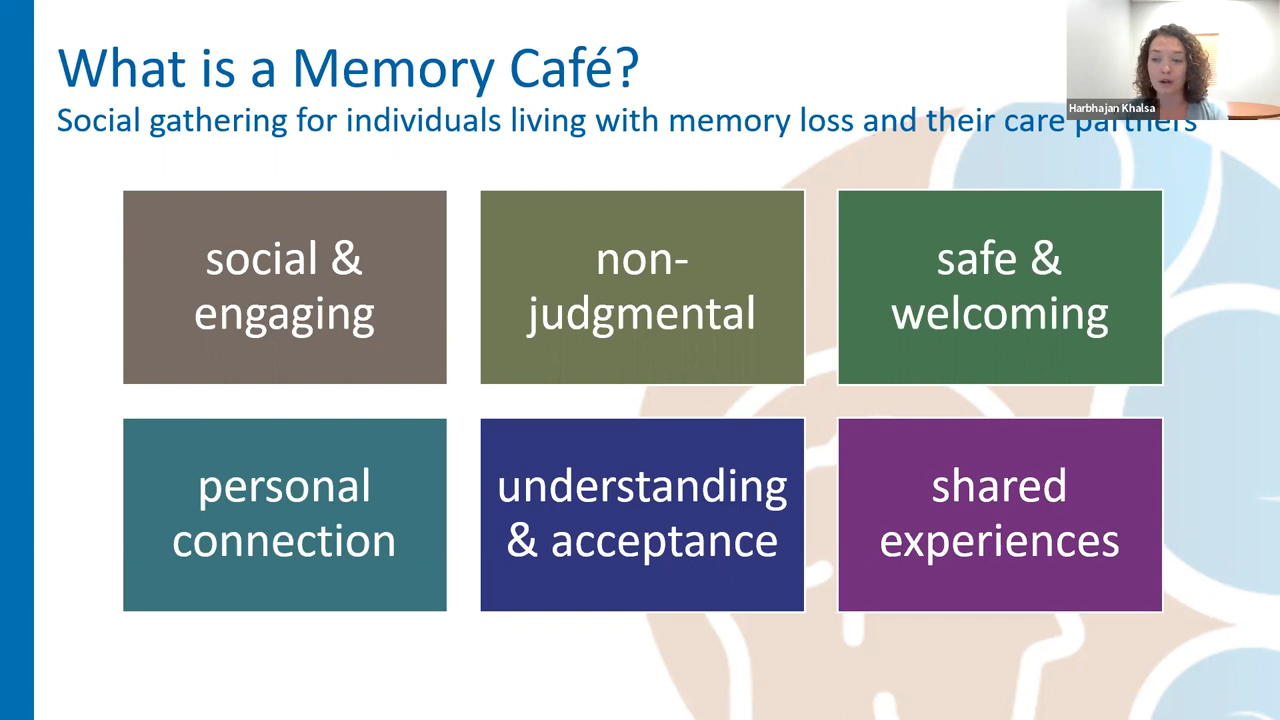 What is a Memory Café?
Social gathering for individuals living with memory loss and their care partners
Harbhajan Khalsa
social &
engaging
non-
judgmental
safe &
welcoming
personal
connection
understanding
& acceptance
shared
experiences